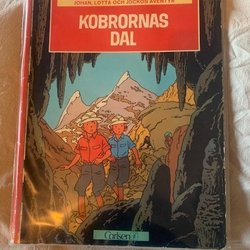 JOHAN, LOTTA OCH JOCKOS ÄVENTYR
KOBRORNAS
DAL
Carlsen